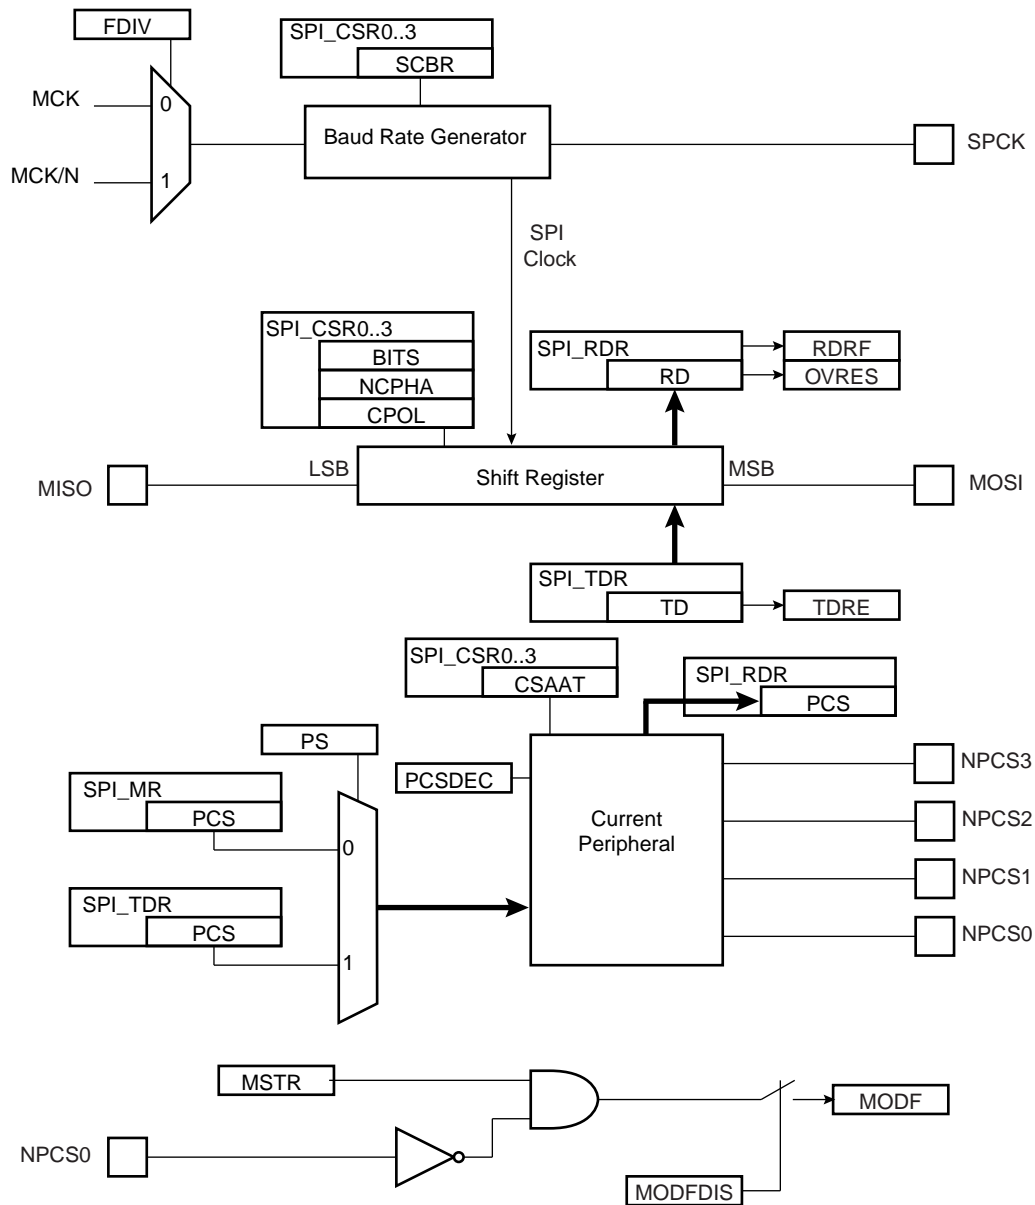 FDIV
SPI_CSR0..3
SCBR
MCK
0
Baud Rate Generator
SPCK
MCK/N
1
SPI
Clock
SPI_CSR0..3
BITS
NCPHA
CPOL
SPI_RDR
RD
RDRF
OVRES
LSB
MSB
MISO
Shift Register
MOSI
SPI_TDR
TD
TDRE
SPI_CSR0..3
CSAAT
SPI_RDR
PCS
PS
PCSDEC
NPCS3
SPI_MR
PCS
0
Current
Peripheral
NPCS2
NPCS1
SPI_TDR
PCS
1
NPCS0
MSTR
MODF
NPCS0
MODFDIS